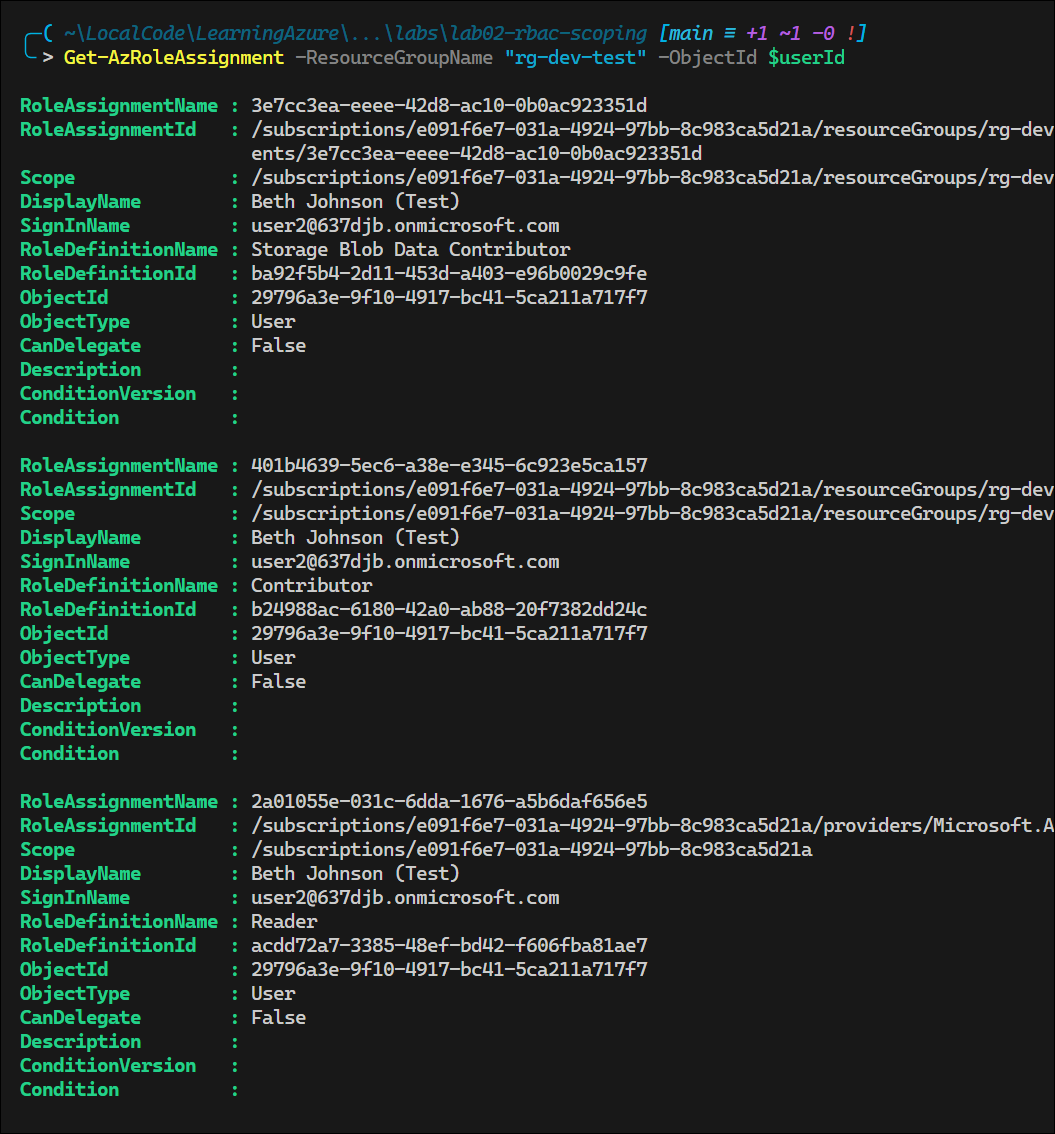 ( ~\LocalCode\LearningAzure\...\labs\lab02-rbac-scoping [main ≡ +1 ~1 -0 !]
> Get-AzRoleAssignment -ResourceGroupName "rg-dev-test" -ObjectId $userId
RoleAssignmentName : 3e7cc3ea-eeee-42d8-ac10-0b0ac923351d
RoleAssignmentId : /subscriptions/e091f6e7-031a-4924-97bb-8c983ca5d21a/resourceGroups/rg-dev
ents/3e7cc3ea-eeee-42d8-ac10-0b0ac923351d
Scope : /subscriptions/e091f6e7-031a-4924-97bb-8c983ca5d21a/resourceGroups/rg-dev
DisplayName : Beth Johnson (Test)
SignInName : user2@637djb.onmicrosoft.com
RoleDefinitionName : Storage Blob Data Contributor
RoleDefinitionId : ba92f5b4-2d11-453d-a403-e96b0029c9fe
ObjectId : 29796a3e-9f10-4917-bc41-5ca211a717f7
ObjectType : User
CanDelegate : False
Description :
ConditionVersion :
Condition :
RoleAssignmentName : 401b4639-5ec6-a38e-e345-6c923e5ca157
RoleAssignmentId : /subscriptions/e091f6e7-031a-4924-97bb-8c983ca5d21a/resourceGroups/rg-dev
Scope : /subscriptions/e091f6e7-031a-4924-97bb-8c983ca5d21a/resourceGroups/rg-dev
DisplayName : Beth Johnson (Test)
SignInName : user2@637djb.onmicrosoft.com
RoleDefinitionName : Contributor
RoleDefinitionId : b24988ac-6180-42a0-ab88-20f7382dd24c
ObjectId : 29796a3e-9f10-4917-bc41-5ca211a717f7
ObjectType : User
CanDelegate : False
Description :
ConditionVersion :
Condition :
RoleAssignmentName : 2a01055e-031c-6dda-1676-a5b6daf656e5
RoleAssignmentId : /subscriptions/e091f6e7-031a-4924-97bb-8c983ca5d21a/providers/Microsoft.A
Scope : /subscriptions/e091f6e7-031a-4924-97bb-8c983ca5d21a
DisplayName : Beth Johnson (Test)
SignInName : user2@637djb.onmicrosoft.com
RoleDefinitionName : Reader
RoleDefinitionId : acdd72a7-3385-48ef-bd42-f606fba81ae7
ObjectId : 29796a3e-9f10-4917-bc41-5ca211a717f7
ObjectType : User
CanDelegate : False
Description :
ConditionVersion :
Condition :